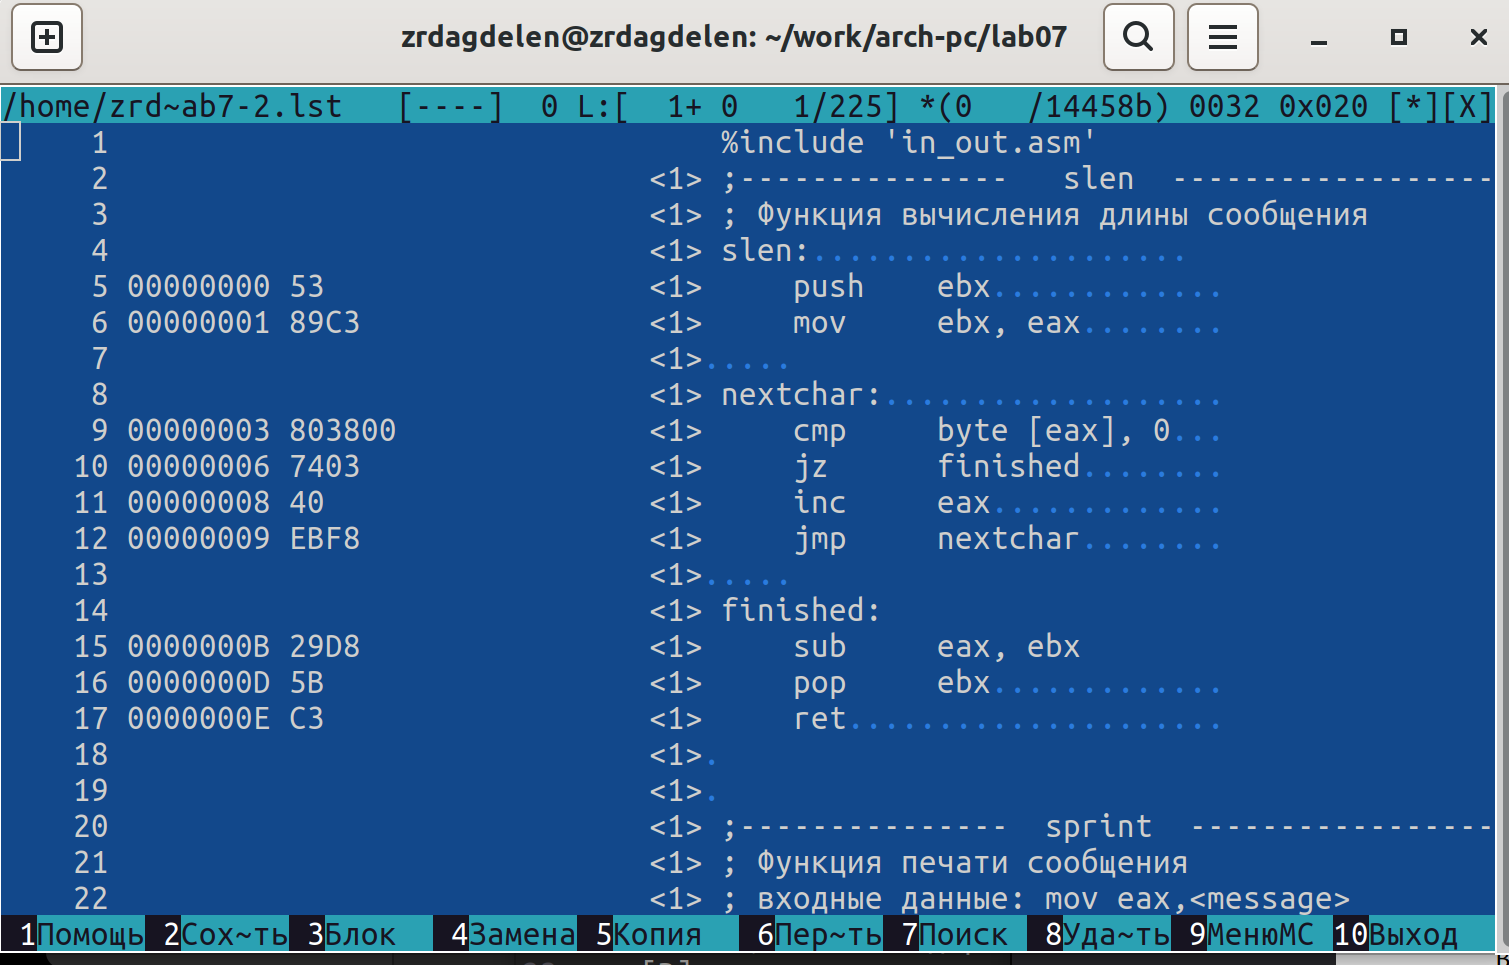 zrdagdelen@zrdagdelen: ~/work/arch-pc/lab07
/home/zrd~ab7-2.lst   [----]  0 L:[  1+ 0   1/225] *(0   /14458b) 0032 0x020 [*][X]
1                                  %include 'in_out.asm'
2                              <1> ;---------------   slen  ------------------
3                              <1> ; Функция вычисления длины сообщения
4                              <1> slen:.....................
5 00000000 53                  <1>     push    ebx.............
6 00000001 89C3                <1>     mov     ebx, eax........
7                              <1>.....
8                              <1> nextchar:...................
9 00000003 803800              <1>     cmp     byte [eax], 0...
10 00000006 7403                <1>     jz      finished........
11 00000008 40                  <1>     inc     eax.............
12 00000009 EBF8                <1>     jmp     nextchar........
13                              <1>.....
14                              <1> finished:
15 0000000B 29D8                <1>     sub     eax, ebx
16 0000000D 5B                  <1>     pop     ebx.............
17 0000000E C3                  <1>     ret.....................
18                              <1>.
19                              <1>.
20                              <1> ;---------------  sprint  -----------------
21                              <1> ; Функция печати сообщения
22                              <1> ; входные данные: mov eax,<message>
1Помощь 2Сох~ть 3Блок 4Замена 5Копия 6Пер~ть 7Поиск 8Уда~ть 9МенюМС 10Выход